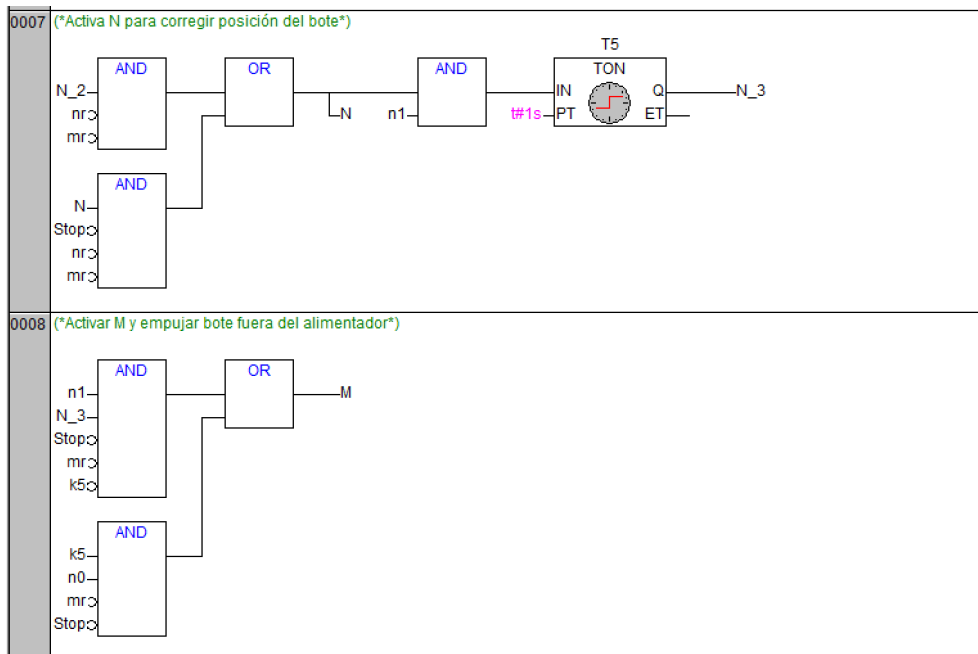 0007 (*Activa N para corregir posición del bote*)
T5
AND OR AND TON
N_2 IN Q N_3
nr N n1 t#1s PT ET
mr
AND
N
Stop
nr
mr
0008 (*Activar M y empujar bote fuera del alimentador*)
AND OR
n1 M
N_3
Stop
mr
k5
AND
k5
n0
mr
Stop